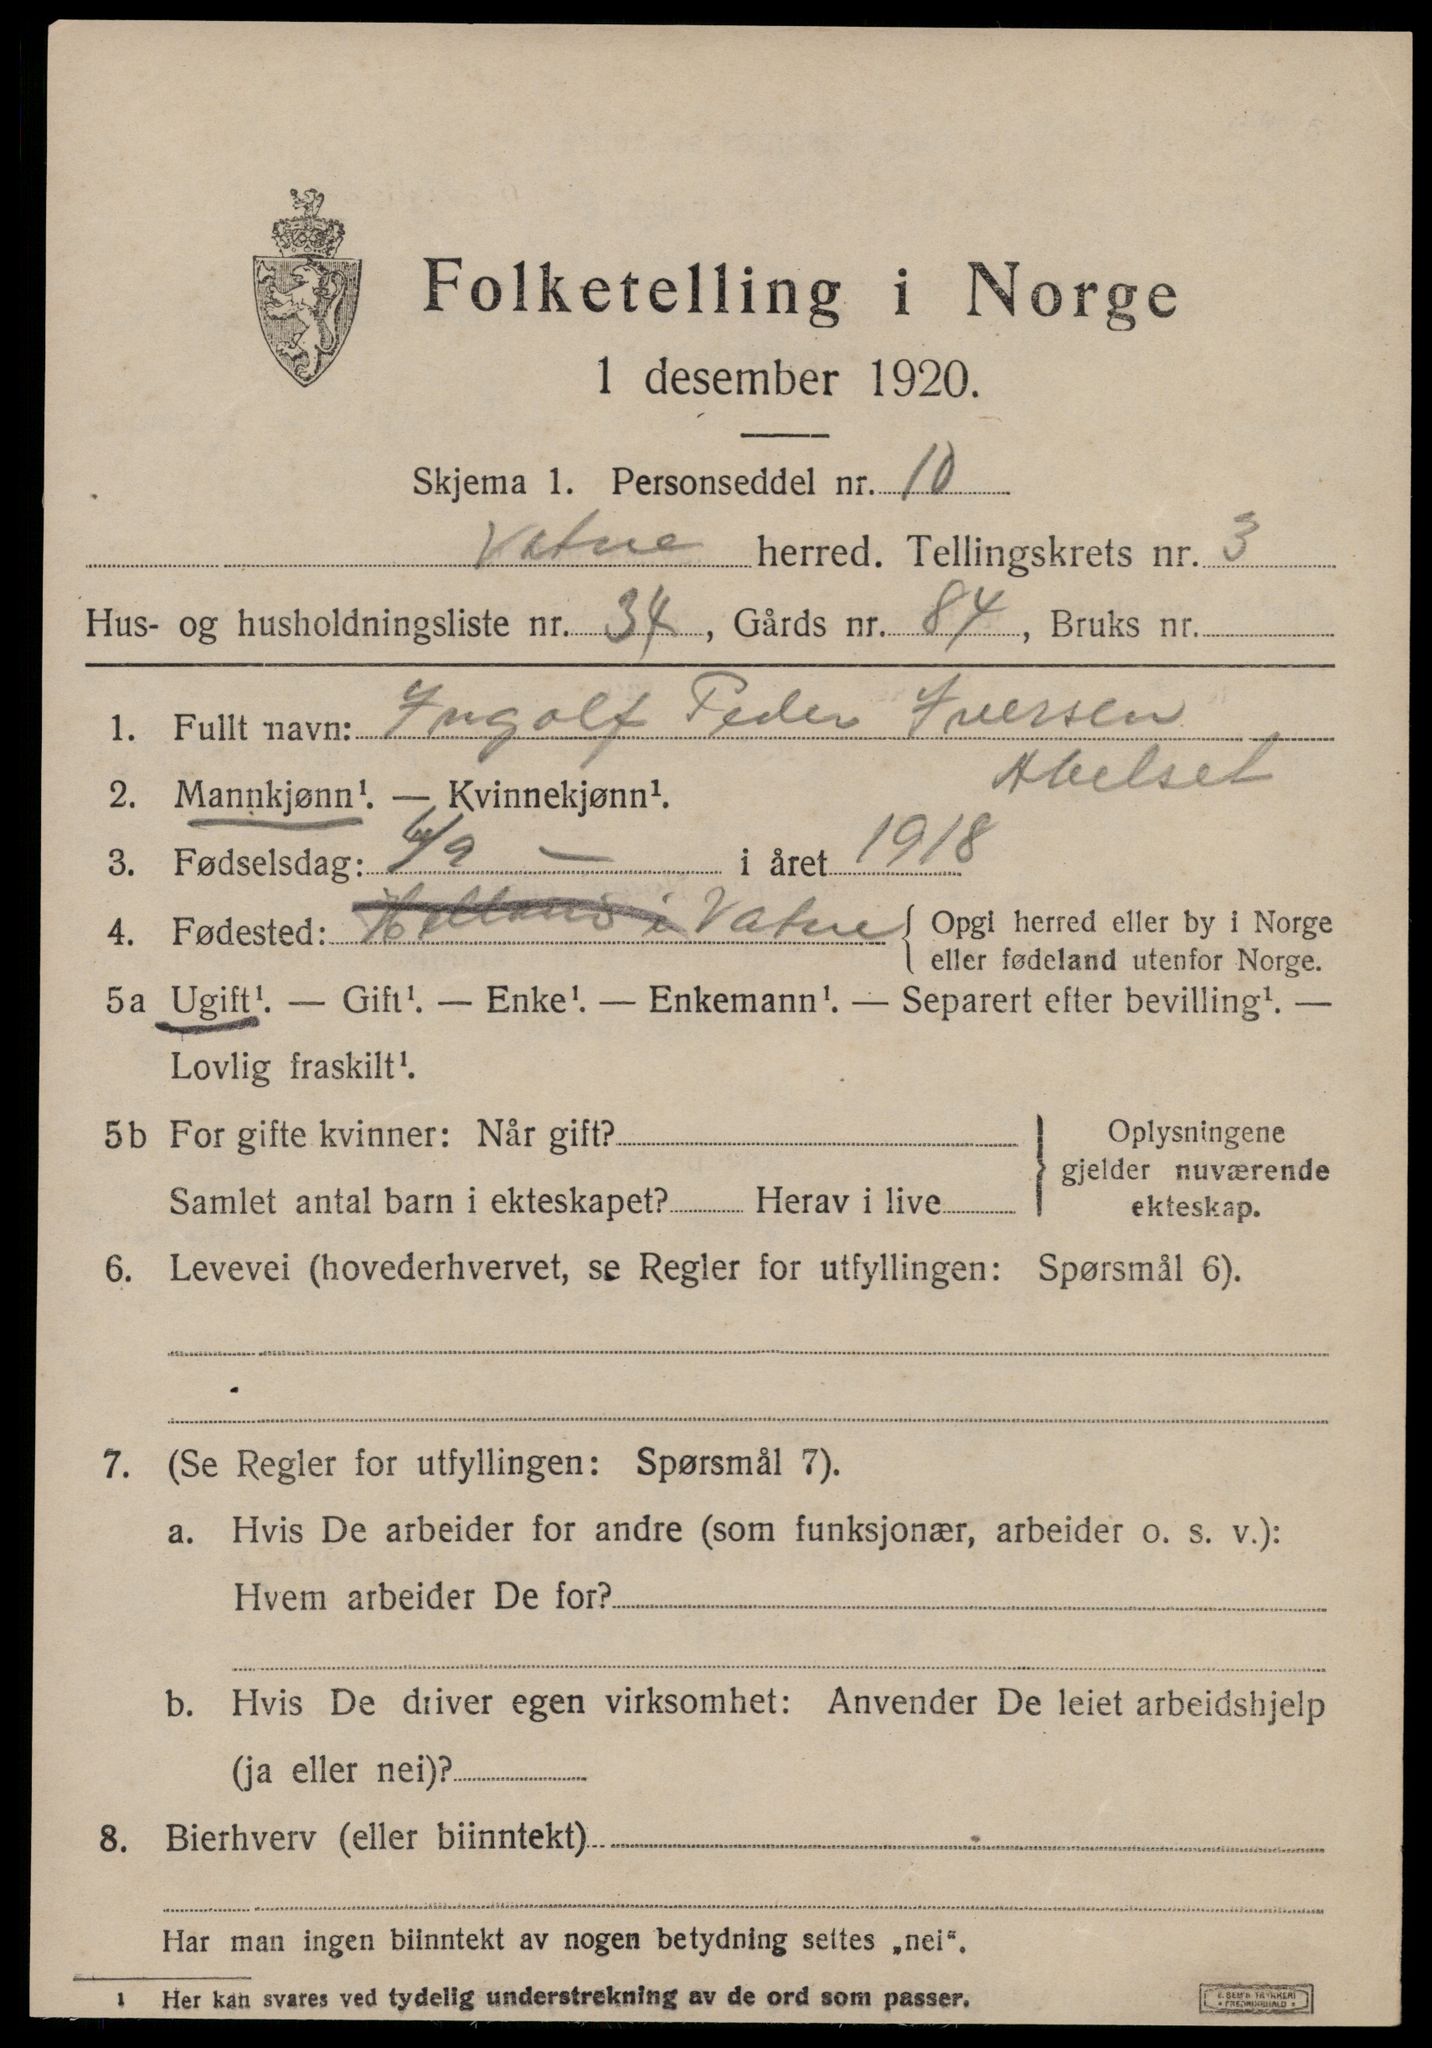 Folketelling i Norge
1 desember 1920.
Skjema 1. Personseddel nr. 10
Vatne herred. Tellingskrets nr. 3
Hus- og husholdningsliste nr. 34, Gårds nr. 84, Bruks nr.
1. Fullt navn: Ingolf Peder Iversen
Abelset
2. Mannkjønn¹. — Kvinnekjønn¹.
3. Fødselsdag: 4/9 — i året 1918
4. Fødested: i Vatne { Opgi herred eller by i Norge
eller fødeland utenfor Norge.
5a Ugift¹. — Gift¹. — Enke¹. — Enkemann¹. — Separert efter bevilling¹. —
Lovlig fraskilt¹.
5b For gifte kvinner: Når gift?
Samlet antal barn i ekteskapet? Herav i live
} Oplysningene
gjelder nuværende
ekteskap.
6. Levevei (hovederhvervet, se Regler for utfyllingen: Spørsmål 6).
7. (Se Regler for utfyllingen: Spørsmål 7).
a. Hvis De arbeider for andre (som funksjonær, arbeider o. s. v.):
Hvem arbeider De for?
b. Hvis De driver egen virksomhet: Anvender De leiet arbeidshjelp
(ja eller nei)?
8. Bierhverv (eller biinntekt)
Har man ingen biinntekt av nogen betydning settes „nei“.
1 Her kan svares ved tydelig understrekning av de ord som passer.